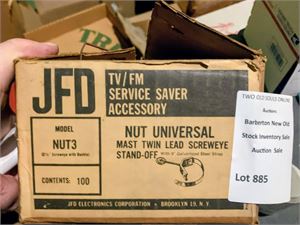 TRA
JFD
TV/FM
SERVICE SAVER
ACCESSORY
MODEL
NUT3
CONTENTS: 100
NUT UNIVERSAL
MAST TWIN LEAD SCREWEYE
STAND-OFF
JFD ELECTRONICS CORPORATION • BROOKLYN 19, N.Y.
TWO OLD SOULS ONLINE
Auctions
Barberton New Old
Stock Inventory Sale
Auction Sale
Lot 885